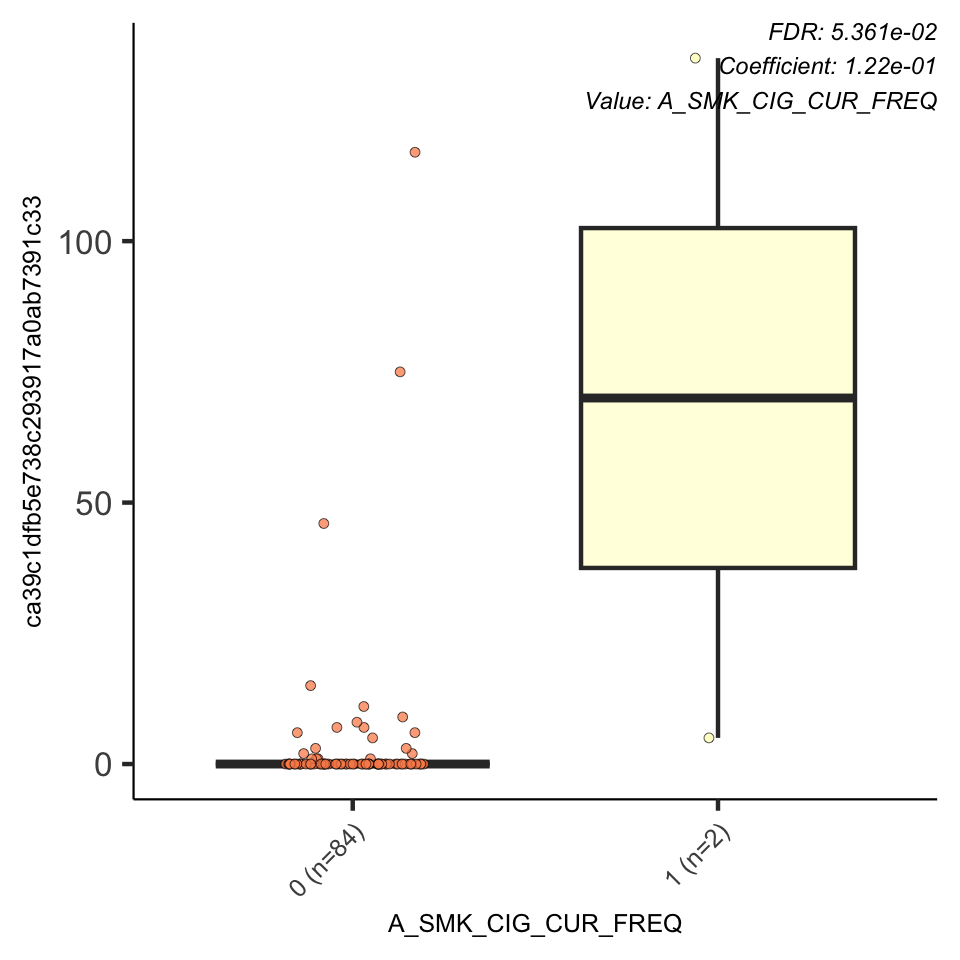 FDR: 5.361e-02
Coefficient: 1.22e-01
Value: A_SMK_CIG_CUR_FREQ
ca39c1dfb5e738c293917a0ab7391c33
100
50
0
0 (n=84)
1 (n=2)
A_SMK_CIG_CUR_FREQ